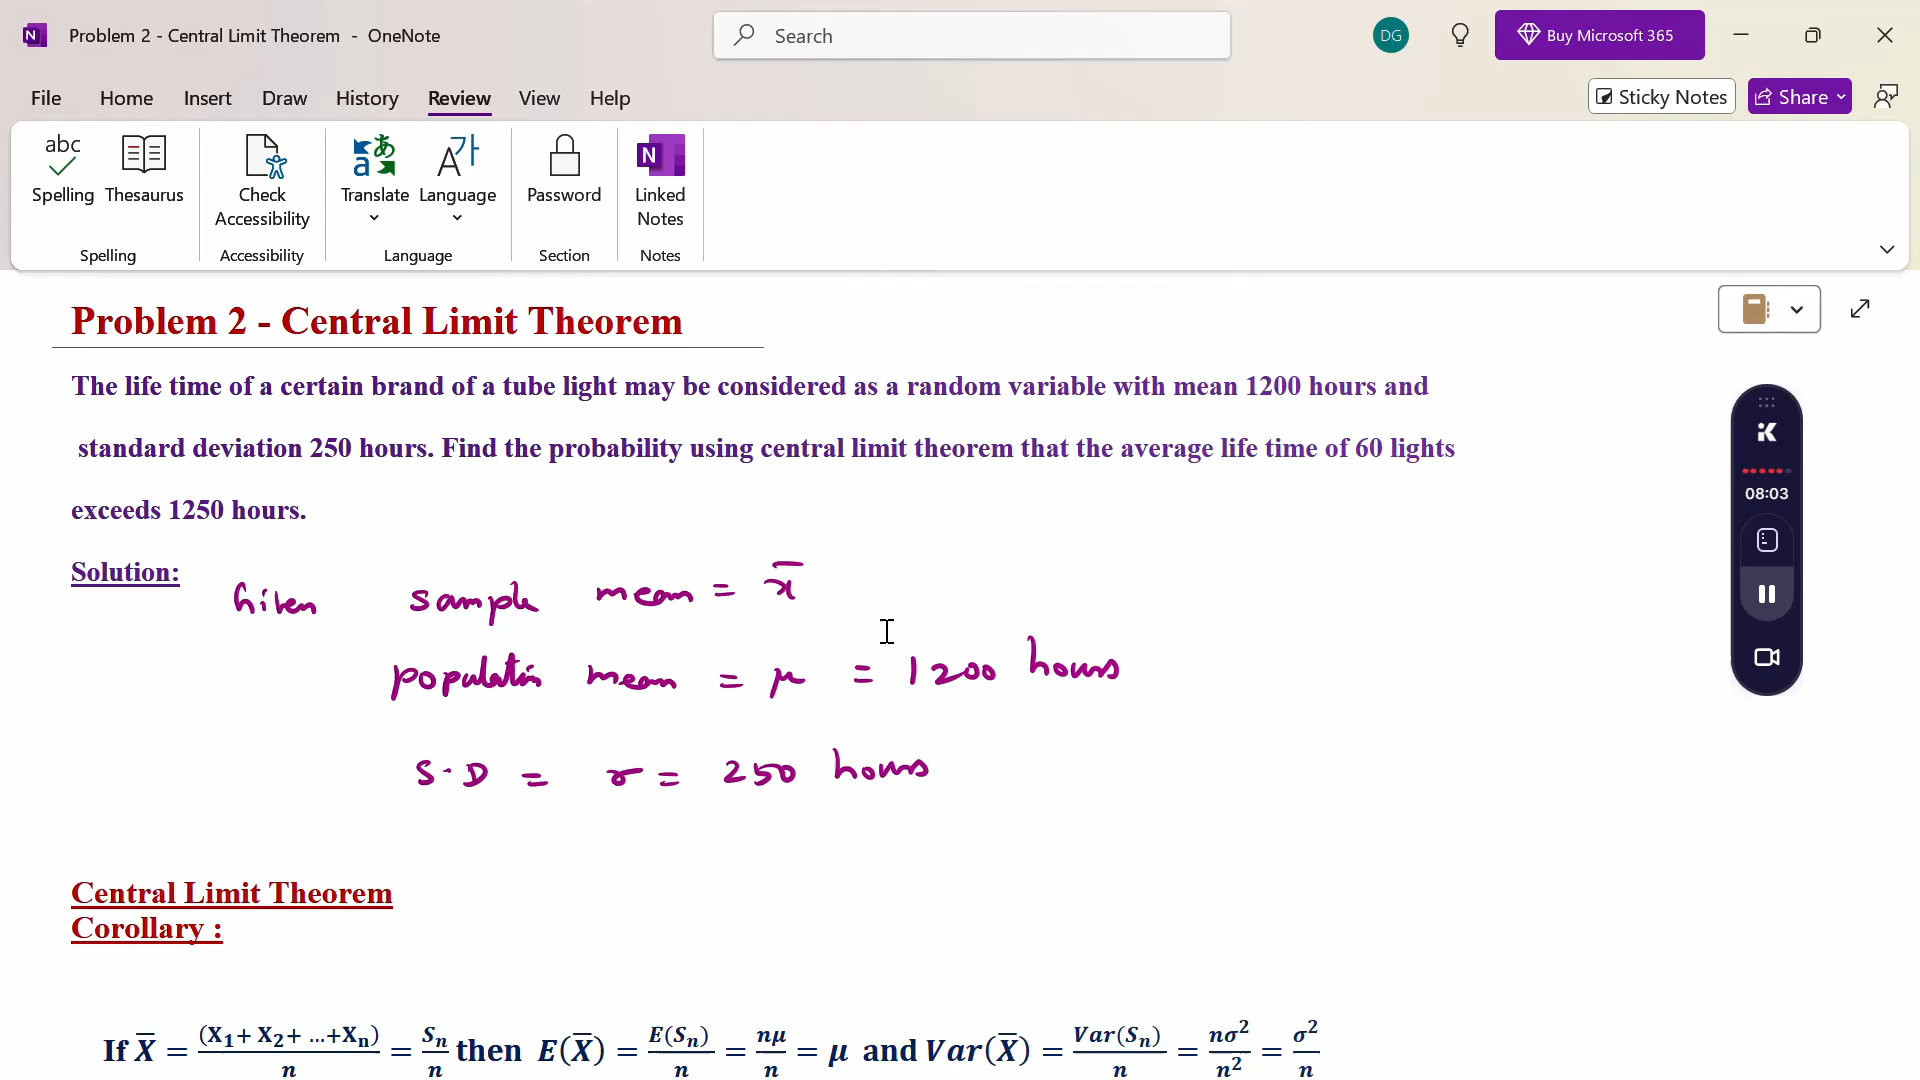 Problem 2 - Central Limit Theorem - OneNote
Search
DG
Buy Microsoft 365
File Home Insert Draw History Review View Help
Sticky Notes
Share
abc
Spelling
Thesaurus
Check Accessibility
Translate
Language
Password
Linked Notes
Spelling
Accessibility
Language
Section
Notes
Problem 2 - Central Limit Theorem
The life time of a certain brand of a tube light may be considered as a random variable with mean 1200 hours and
standard deviation 250 hours. Find the probability using central limit theorem that the average life time of 60 lights
exceeds 1250 hours.
08:03
Solution:
Given sample mean = x̄
population mean = μ = 1200 hours
S.D = σ = 250 hours
Central Limit Theorem
Corollary :
If X̄ = (X₁+ X₂+ ...+Xₙ)/n = Sₙ/n then E(X̄) = E(Sₙ)/n = nμ/n = μ and Var(X̄) = Var(Sₙ)/n = nσ²/n² = σ²/n